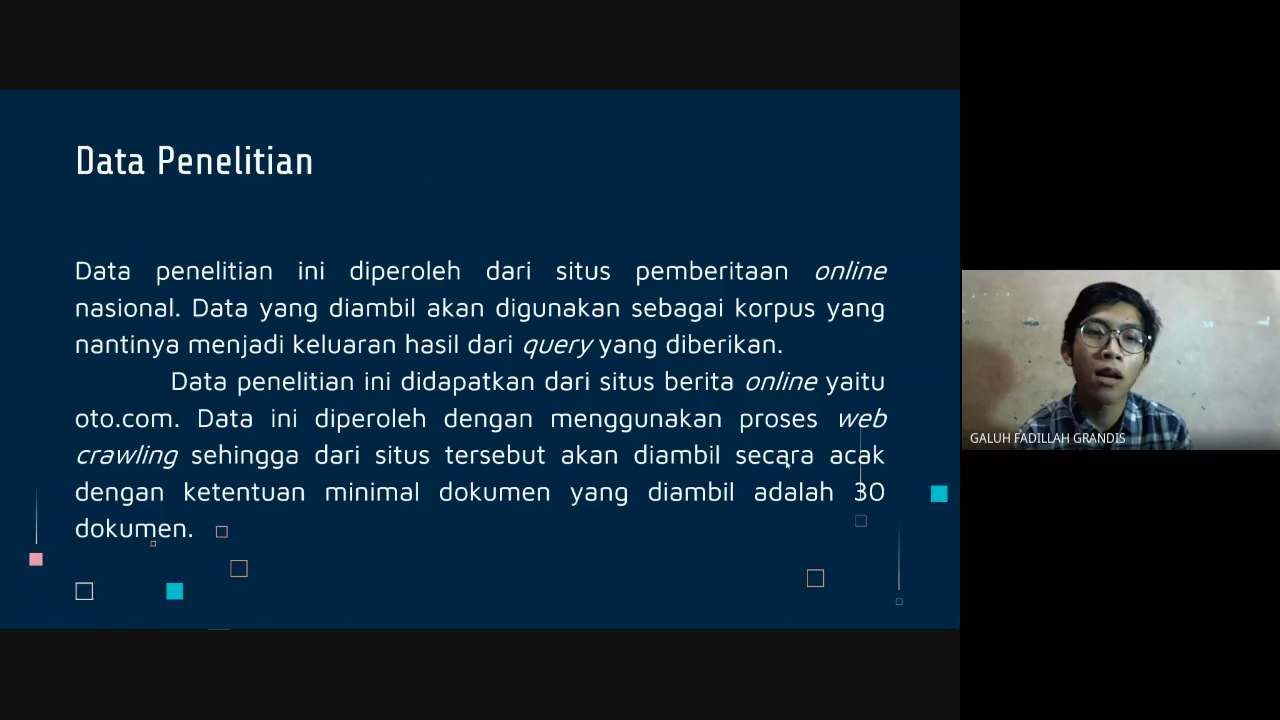 Data Penelitian
Data penelitian ini diperoleh dari situs pemberitaan online
nasional. Data yang diambil akan digunakan sebagai korpus yang
nantinya menjadi keluaran hasil dari query yang diberikan.
Data penelitian ini didapatkan dari situs berita online yaitu
oto.com. Data ini diperoleh dengan menggunakan proses web
crawling sehingga dari situs tersebut akan diambil secara acak
dengan ketentuan minimal dokumen yang diambil adalah 30
dokumen.
GALUH FADILLAH GRANDIS